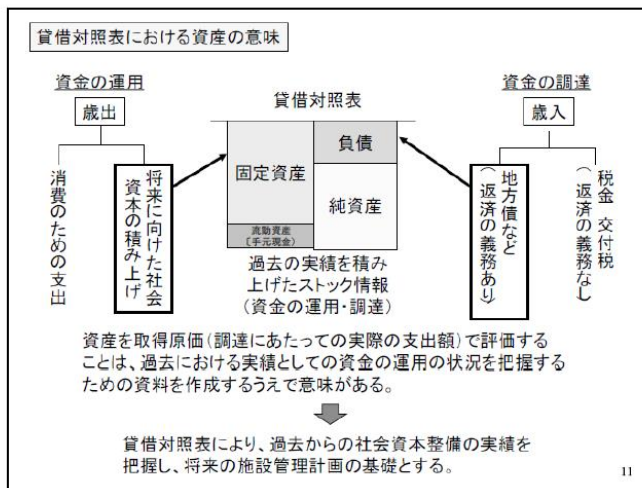 貸借対照表における資産の意味
資金の運用
歳出
消費のための支出
将来に向けた社会
資本の積み上げ
貸借対照表
固定資産
流動資産
(手元現金)
負債
純資産
過去の実績を積み
上げたストック情報
(資金の運用・調達)
資金の調達
歳入
地方債など
(返済の義務あり)
税金 交付税
(返済の義務なし)
資産を取得原価(調達にあたっての実際の支出額)で評価する
ことは、過去における実績としての資金の運用の状況を把握する
ための資料を作成するうえで意味がある。
貸借対照表により、過去からの社会資本整備の実績を
把握し、将来の施設管理計画の基礎とする。
11